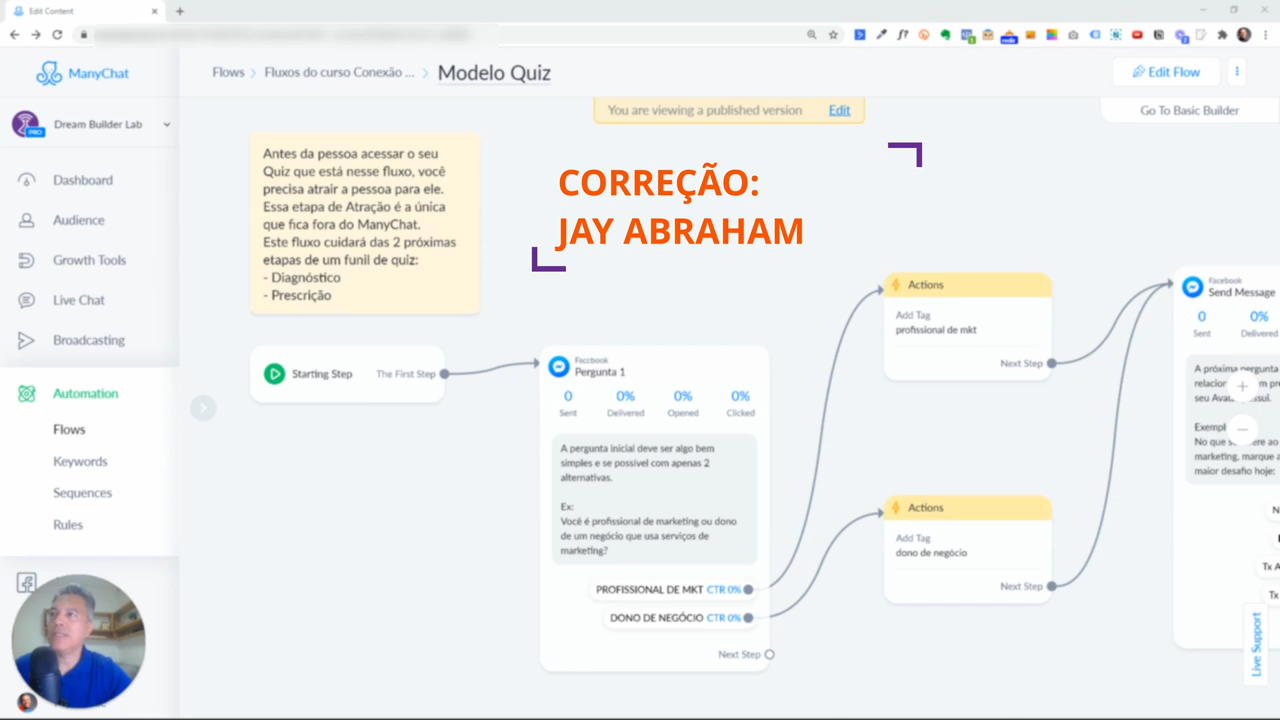 Edit Content
ManyChat
Flows
Fluxos do curso Conexão ...
Modelo Quiz
Edit Flow
Dream Builder Lab
PRO
You are viewing a published version
Edit
Go To Basic Builder
Dashboard
Audience
Growth Tools
Live Chat
Broadcasting
Automation
Flows
Keywords
Sequences
Rules
Antes da pessoa acessar o seu
Quiz que está nesse fluxo, você
precisa atrair a pessoa para ele.
Essa etapa de Atração é a única
que fica fora do ManyChat.
Este fluxo cuidará das 2 próximas
etapas de um funil de quiz:
- Diagnóstico
- Prescrição
CORREÇÃO:
JAY ABRAHAM
Starting Step
The First Step
Facebook
Pergunta 1
0 0% 0% 0%
Sent Delivered Opened Clicked
A pergunta inicial deve ser algo bem
simples e se possível com apenas 2
alternativas.
Ex:
Você é profissional de marketing ou dono
de um negócio que usa serviços de
marketing?
PROFISSIONAL DE MKT CTR 0%
DONO DE NEGÓCIO CTR 0%
Next Step
Actions
Add Tag
profissional de mkt
Next Step
Actions
Add Tag
dono de negócio
Next Step
Facebook
Send Message
0 0%
Sent Delivered
A próxima pergunta
seu
No que
marketing, marque a
maior desafio hoje:
Tx
Live Support